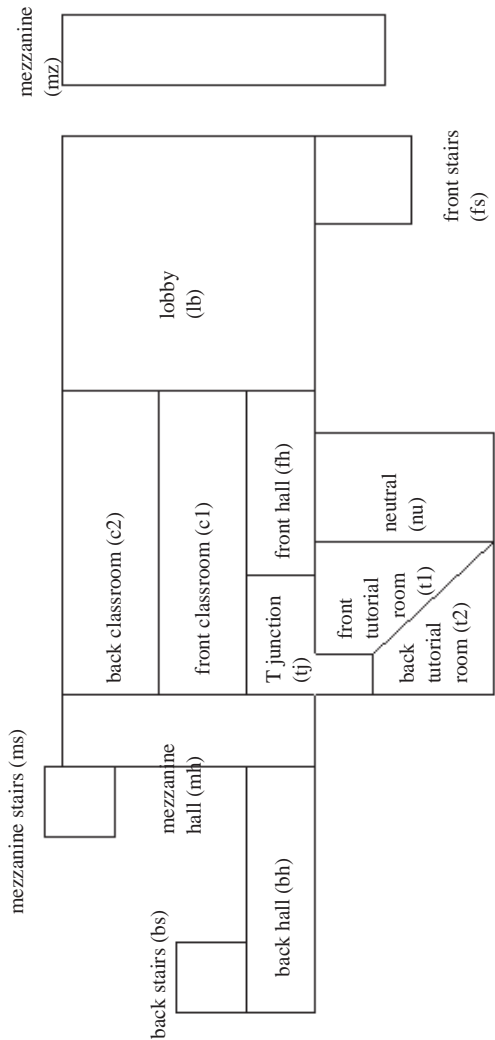 mezzanine
(mz)
lobby
(lb)
front stairs
(fs)
back classroom (c2)
front classroom (c1)
front hall (fh)
T junction
(tj)
neutral
(nu)
front
tutorial
room
(t1)
back
tutorial
room (t2)
mezzanine stairs (ms)
mezzanine
hall (mh)
back stairs (bs)
back hall (bh)